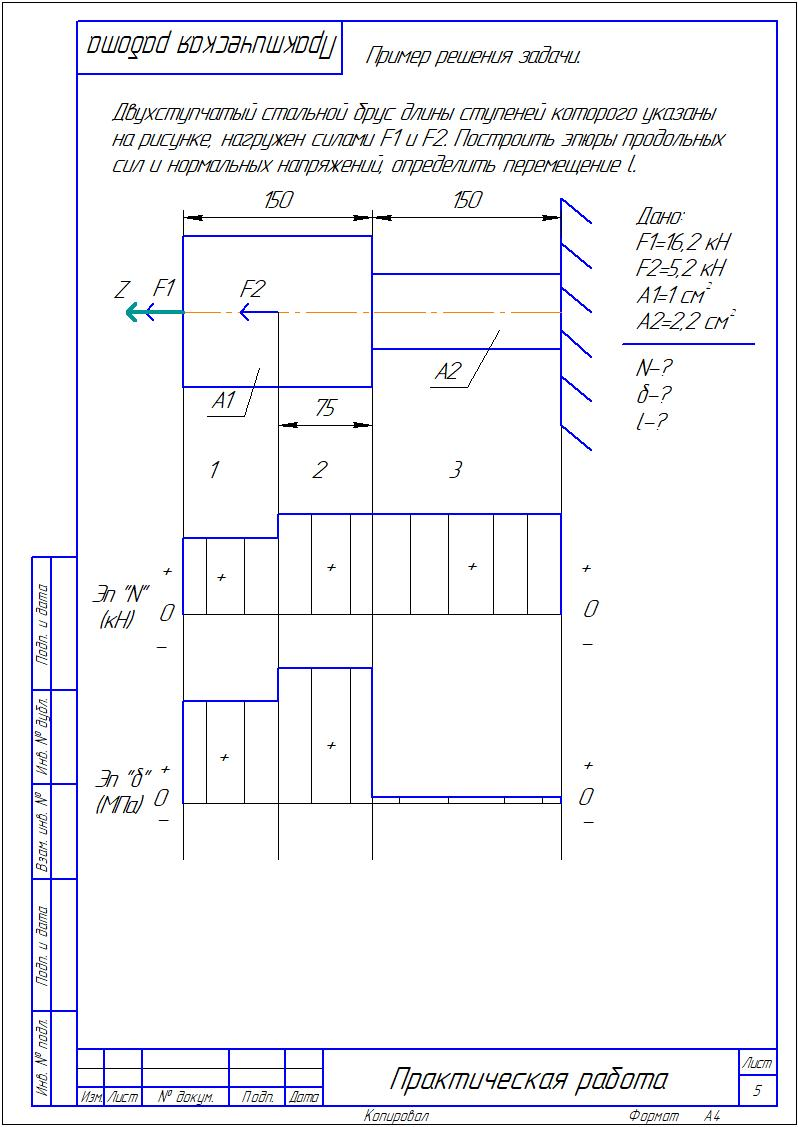 Практическая работа
Пример решения задачи.
Двухступчатый стальной брус длины ступеней которого указаны
на рисунке, нагружен силами F1 и F2. Построить эпюры продольных
сил и нормальных напряжений, определить перемещение l.
150
150
Дано:
F1=16,2 кН
F2=5,2 кН
A1=1 см²
A2=2,2 см²
N-?
δ-?
l-?
Z
F1
F2
A1
A2
75
1
2
3
Эп "N"
(кН)
+
0
–
+
+
+
+
0
–
Эп "δ"
(МПа)
+
0
–
+
+
+
0
–
Подп. и дата
Инв. № дубл.
Взам. инв. №
Подп. и дата
Инв. № подл.
Изм. Лист № докум. Подп. Дата
Практическая работа
Лист
5
Копировал
Формат А4